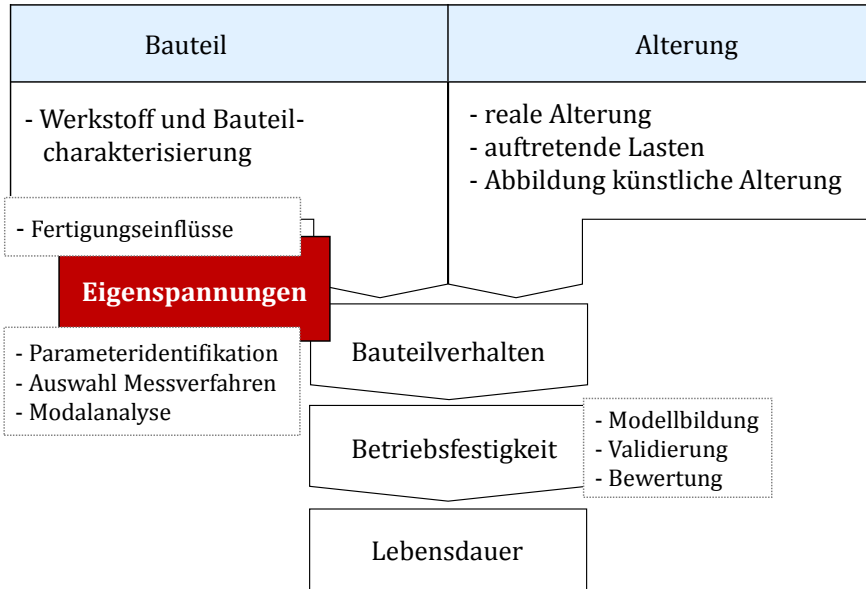 Bauteil
Alterung
- Werkstoff und Bauteil-
charakterisierung
- reale Alterung
- auftretende Lasten
- Abbildung künstliche Alterung
- Fertigungseinflüsse
Eigenspannungen
- Parameteridentifikation
- Auswahl Messverfahren
- Modalanalyse
Bauteilverhalten
Betriebsfestigkeit
- Modellbildung
- Validierung
- Bewertung
Lebensdauer